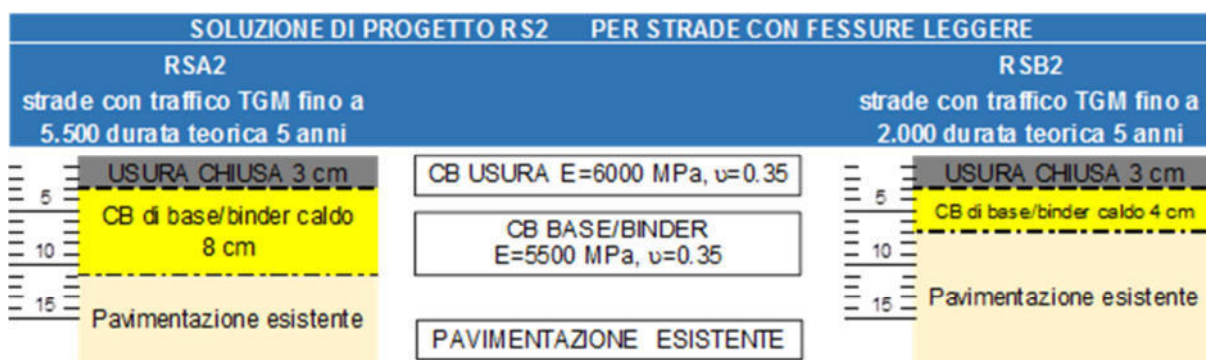 SOLUZIONE DI PROGETTO RS2 PER STRADE CON FESSURE LEGGERE
RSA2
strade con traffico TGM fino a
5.500 durata teorica 5 anni
RSB2
strade con traffico TGM fino a
2.000 durata teorica 5 anni
5
10
15
USURA CHIUSA 3 cm
CB di base/binder caldo
8 cm
Pavimentazione esistente
CB USURA E=6000 MPa, υ=0.35
CB BASE/BINDER
E=5500 MPa, υ=0.35
PAVIMENTAZIONE ESISTENTE
5
10
15
USURA CHIUSA 3 cm
CB di base/binder caldo 4 cm
Pavimentazione esistente